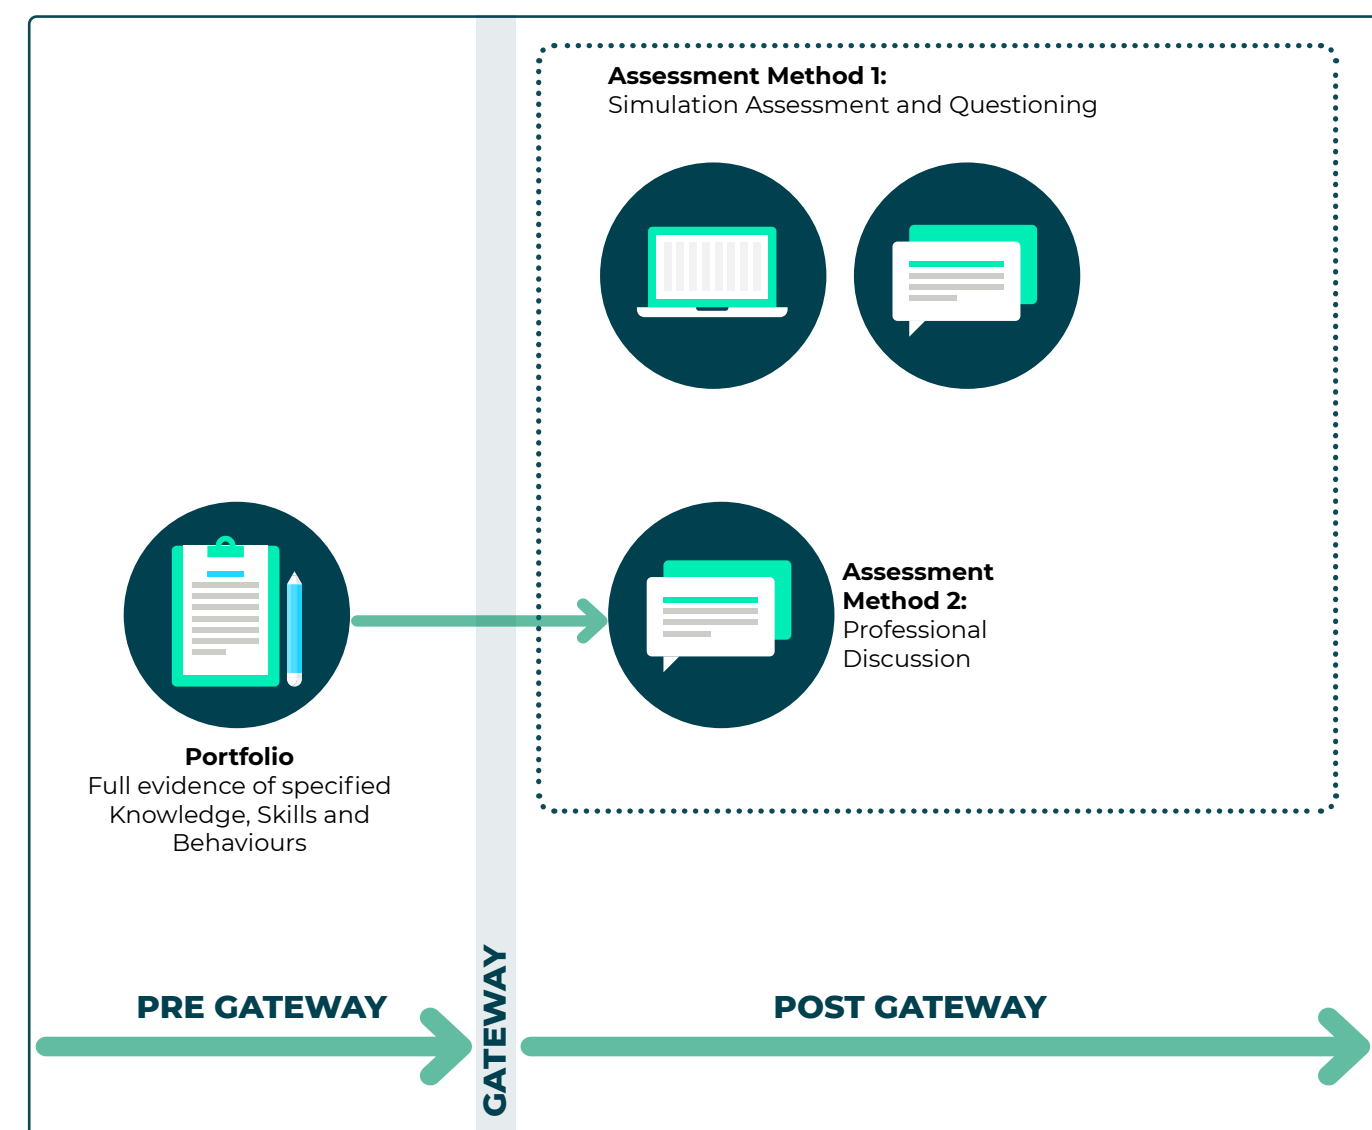 Assessment Method 1:
Simulation Assessment and Questioning
Assessment
Method 2:
Professional
Discussion
Portfolio
Full evidence of specified
Knowledge, Skills and
Behaviours
PRE GATEWAY
GATEWAY
POST GATEWAY